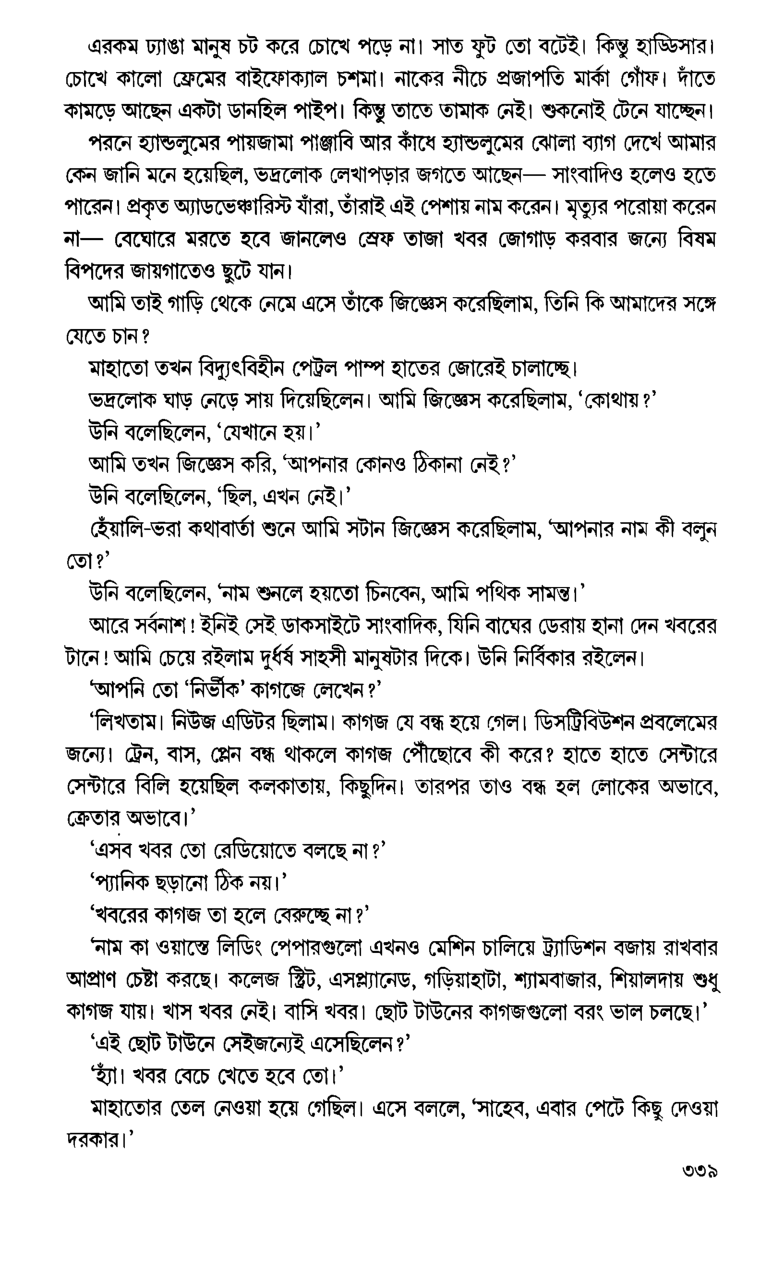 এরকম ঢ্যাঙা মানুষ চট করে চোখে পড়ে না। সাত ফুট তো বটেই। কিন্তু হাড্ডিসার।
চোখে কালো ফ্রেমের বাইফোক্যাল চশমা। নাকের নীচে প্রজাপতি মার্কা গোঁফ। দাঁতে
কামড়ে আছেন একটা ডানহিল পাইপ। কিন্তু তাতে তামাক নেই। শুকনোই টেনে যাচ্ছেন।
পরনে হ্যান্ডলুমের পায়জামা পাঞ্জাবি আর কাঁধে হ্যান্ডলুমের ঝোলা ব্যাগ দেখে আমার
কেন জানি মনে হয়েছিল, ভদ্রলোক লেখাপড়ার জগতে আছেন— সাংবাদিও হলেও হতে
পারেন। প্রকৃত অ্যাডভেঞ্চারিস্ট যাঁরা, তাঁরাই এই পেশায় নাম করেন। মৃত্যুর পরোয়া করেন
না— বেঘোরে মরতে হবে জানলেও স্রেফ তাজা খবর জোগাড় করবার জন্যে বিষম
বিপদের জায়গাতেও ছুটে যান।
আমি তাই গাড়ি থেকে নেমে এসে তাঁকে জিজ্ঞেস করেছিলাম, তিনি কি আমাদের সঙ্গে
যেতে চান?
মাহাতো তখন বিদ্যুৎবিহীন পেট্রল পাম্প হাতের জোরেই চালাচ্ছে।
ভদ্রলোক ঘাড় নেড়ে সায় দিয়েছিলেন। আমি জিজ্ঞেস করেছিলাম, ‘কোথায়?’
উনি বলেছিলেন, ‘যেখানে হয়।’
আমি তখন জিজ্ঞেস করি, ‘আপনার কোনও ঠিকানা নেই?’
উনি বলেছিলেন, ‘ছিল, এখন নেই।’
হেঁয়ালি-ভরা কথাবার্তা শুনে আমি সটান জিজ্ঞেস করেছিলাম, ‘আপনার নাম কী বলুন
তো?’
উনি বলেছিলেন, ‘নাম শুনলে হয়তো চিনবেন, আমি পথিক সামন্ত।’
আরে সর্বনাশ! ইনিই সেই ডাকসাইটে সাংবাদিক, যিনি বাঘের ডেরায় হানা দেন খবরের
টানে! আমি চেয়ে রইলাম দুর্ধর্ষ সাহসী মানুষটার দিকে। উনি নির্বিকার রইলেন।
‘আপনি তো ‘নির্ভীক’ কাগজে লেখেন?’
‘লিখতাম। নিউজ এডিটর ছিলাম। কাগজ যে বন্ধ হয়ে গেল। ডিসট্রিবিউশন প্রবলেমের
জন্যে। ট্রেন, বাস, প্লেন বন্ধ থাকলে কাগজ পৌঁছোবে কী করে? হাতে হাতে সেন্টারে
সেন্টারে বিলি হয়েছিল কলকাতায়, কিছুদিন। তারপর তাও বন্ধ হল লোকের অভাবে,
ক্রেতার অভাবে।’
‘এসব খবর তো রেডিয়োতে বলছে না?’
‘প্যানিক ছড়ানো ঠিক নয়।’
‘খবরের কাগজ তা হলে বেরুচ্ছে না?’
‘নাম কা ওয়াস্তে লিডিং পেপারগুলো এখনও মেশিন চালিয়ে ট্র্যাডিশন বজায় রাখবার
আপ্রাণ চেষ্টা করছে। কলেজ স্ট্রিট, এসপ্ল্যানেড, গড়িয়াহাটা, শ্যামবাজার, শিয়ালদায় শুধু
কাগজ যায়। খাস খবর নেই। বাসি খবর। ছোট টাউনের কাগজগুলো বরং ভাল চলছে।’
‘এই ছোট টাউনে সেইজন্যেই এসেছিলেন?’
‘হ্যাঁ। খবর বেচে খেতে হবে তো।’
মাহাতোর তেল নেওয়া হয়ে গেছিল। এসে বললে, ‘সাহেব, এবার পেটে কিছু দেওয়া
দরকার।’
৩৩৯